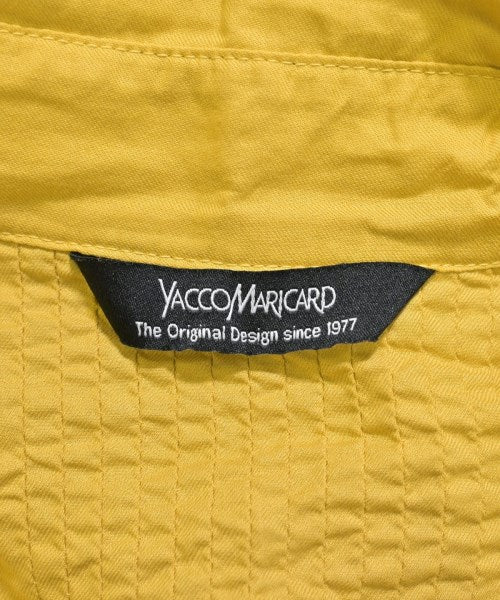 YACCOMARICARD
The Original Design since 1977